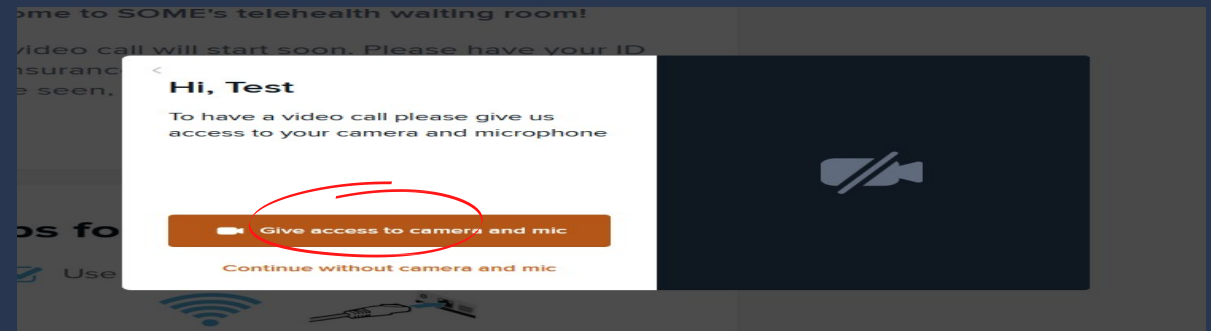 ome to SOME's telehealth waiting room!
video call will start soon. Please have your ID
nsuranc
e seen,
<
Hi, Test
To have a video call please give us
access to your camera and microphone
Give access to camera and mic
Continue without camera and mic
os fo
Use